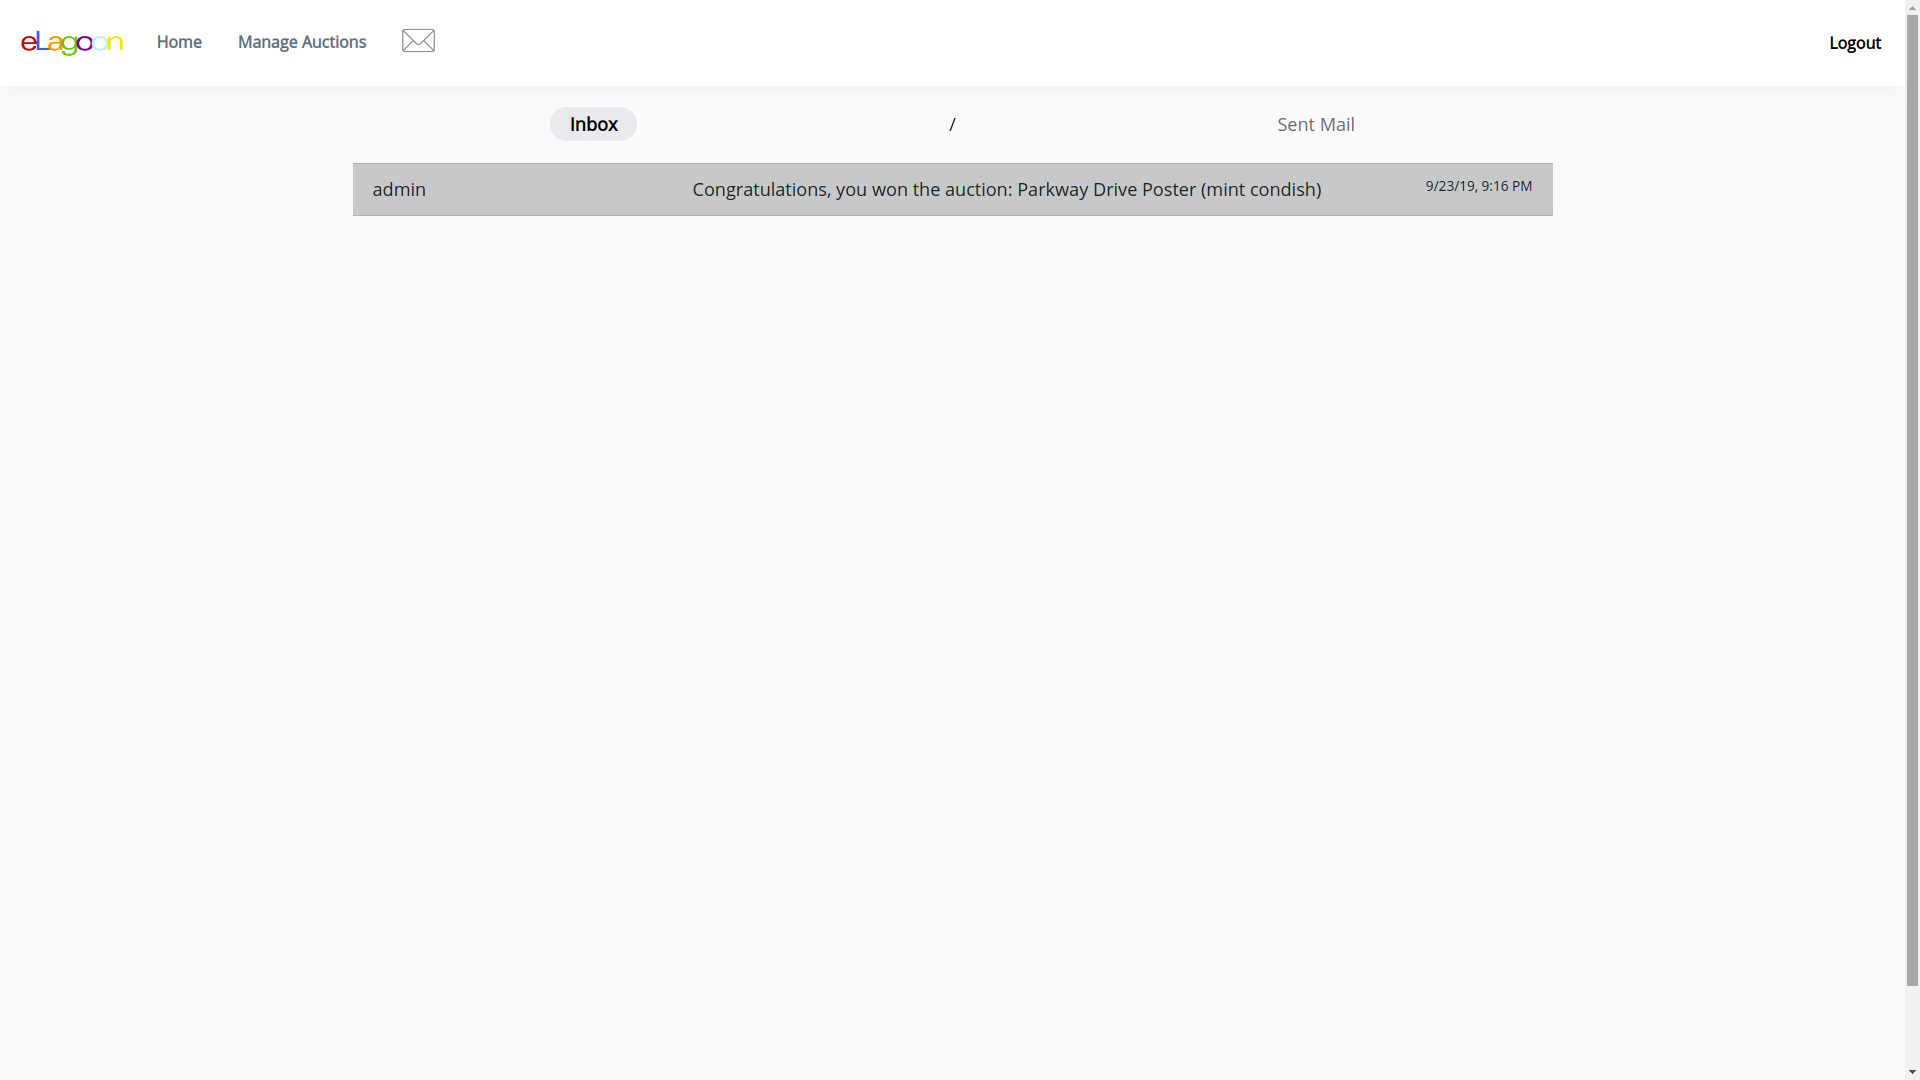 eLagoon Home Manage Auctions Logout
Inbox / Sent Mail
admin Congratulations, you won the auction: Parkway Drive Poster (mint condish) 9/23/19, 9:16 PM